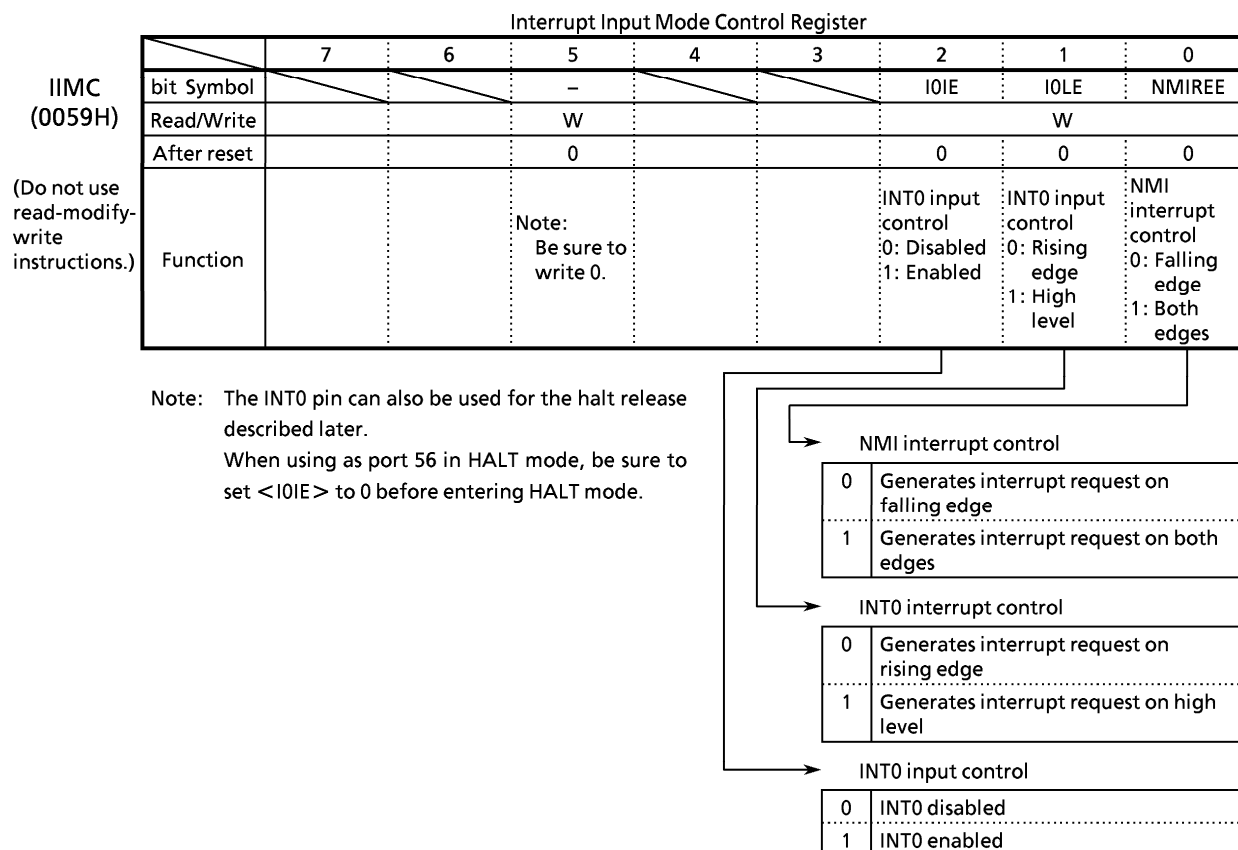 Interrupt Input Mode Control Register
7 6 5 4 3 2 1 0
IIMC
(0059H)
bit Symbol – I0IE I0LE NMIREE
Read/Write W W
After reset 0 0 0 0
(Do not use
read-modify-
write
instructions.)
Function
Note:
Be sure to
write 0.
INT0 input
control
0: Disabled
1: Enabled
INT0 input
control
0: Rising
edge
1: High
level
NMI
interrupt
control
0: Falling
edge
1: Both
edges
Note: The INT0 pin can also be used for the halt release
described later.
When using as port 56 in HALT mode, be sure to
set <I0IE> to 0 before entering HALT mode.
NMI interrupt control
0 Generates interrupt request on
falling edge
1 Generates interrupt request on both
edges
INT0 interrupt control
0 Generates interrupt request on
rising edge
1 Generates interrupt request on high
level
INT0 input control
0 INT0 disabled
1 INT0 enabled